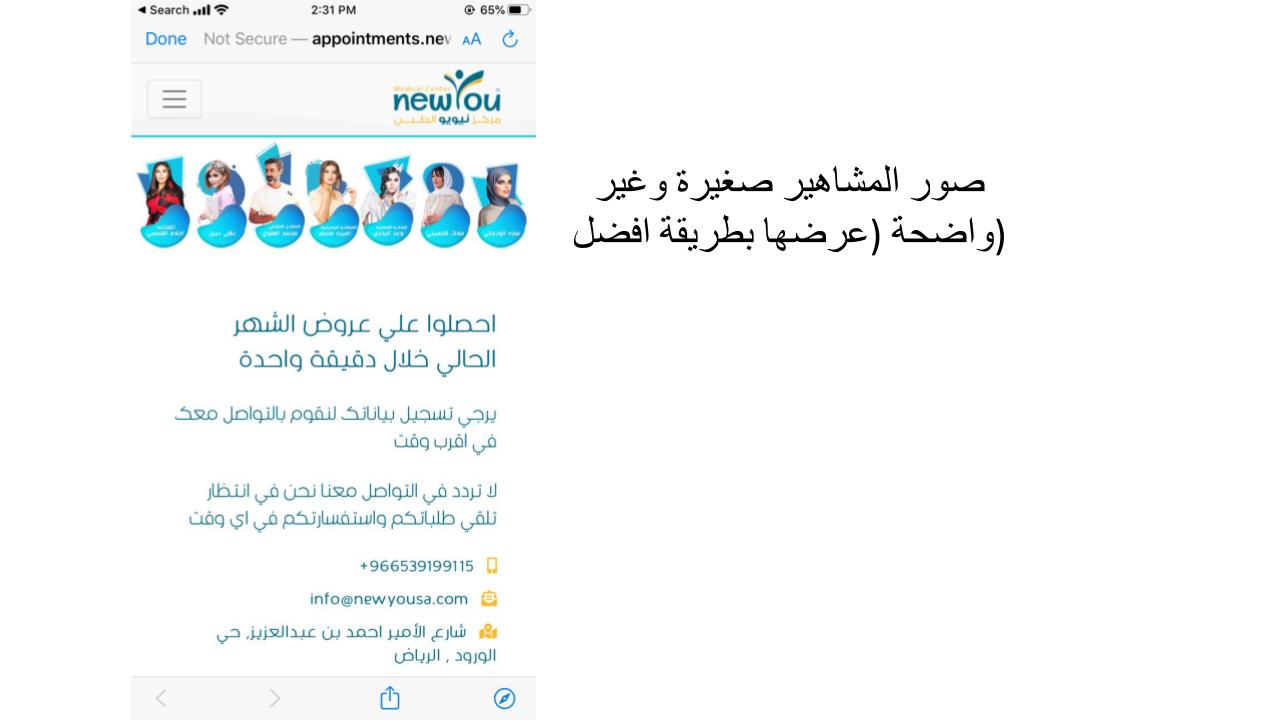 Search
2:31 PM
65%
Done
Not Secure — appointments.nev
AA
Medical Center
newYou
مركز نيويو الطبي
نهى نبيل
صور المشاهير صغيرة وغير
واضحة (عرضها بطريقة افضل)
احصلوا علي عروض الشهر
الحالي خلال دقيقة واحدة
يرجي تسجيل بياناتك لنقوم بالتواصل معك
في اقرب وقت
لا تردد في التواصل معنا نحن في انتظار
تلقي طلباتكم واستفسارتكم في اي وقت
+966539199115
info@newyousa.com
شارع الأمير احمد بن عبدالعزيز, حي
الورود , الرياض